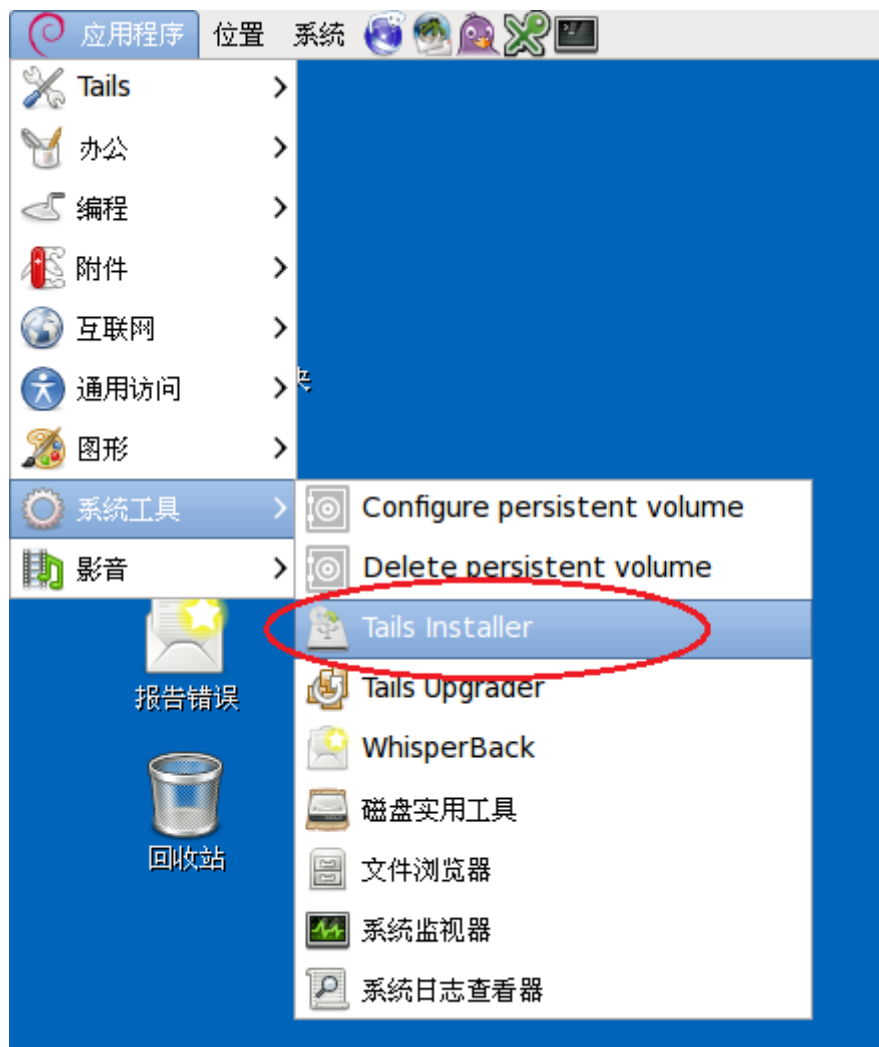 应用程序 位置 系统
Tails
办公
编程
附件
互联网
通用访问
图形
系统工具
影音
夹
Configure persistent volume
Delete persistent volume
Tails Installer
Tails Upgrader
WhisperBack
磁盘实用工具
文件浏览器
系统监视器
系统日志查看器
报告错误
回收站